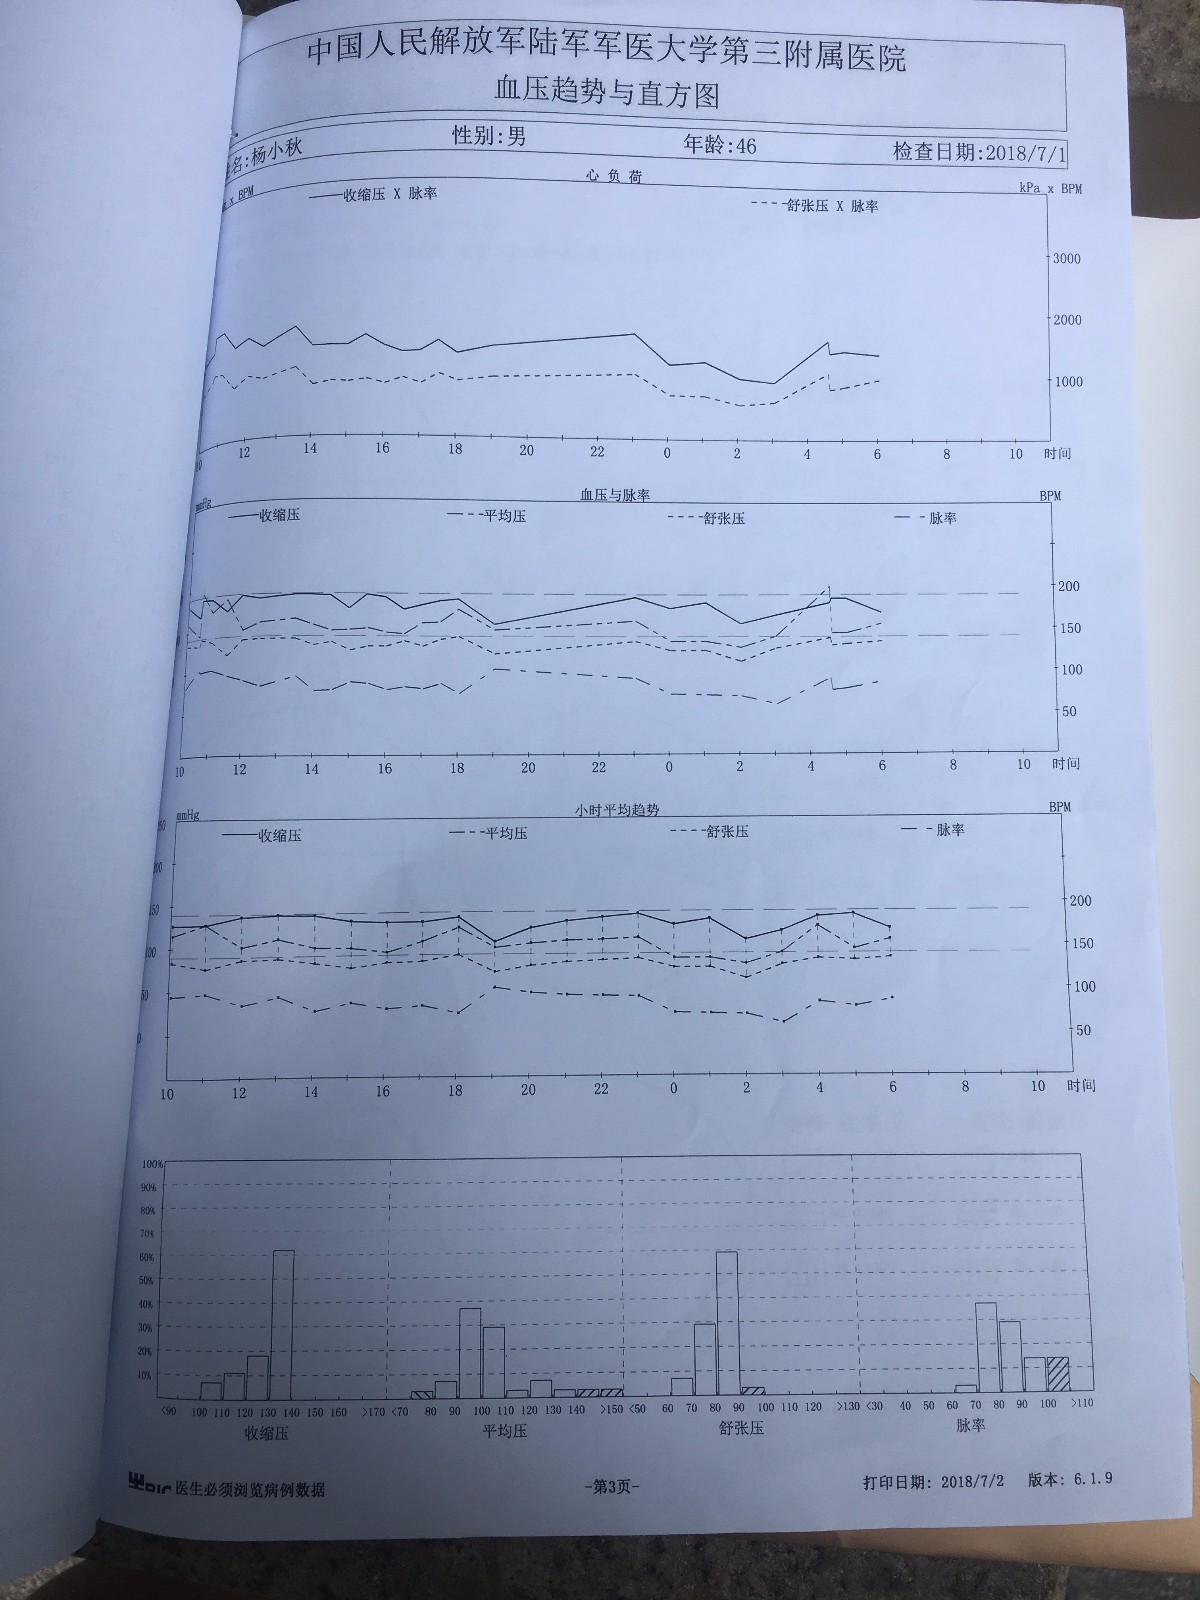 中国人民解放军陆军军医大学第三附属医院
血压趋势与直方图
姓名:杨小秋 性别:男 年龄:46 检查日期:2018/7/1
心 负 荷
x BPM 收缩压 X 脉率 舒张压 X 脉率 kPa x BPM
3000
2000
1000
10 12 14 16 18 20 22 0 2 4 6 8 10 时间
血压与脉率
mmHg 收缩压 平均压 舒张压 脉率 BPM
200
150
100
50
10 12 14 16 18 20 22 0 2 4 6 8 10 时间
小时平均趋势
mmHg 收缩压 平均压 舒张压 脉率 BPM
200
150 200
100 150
50 100
0 50
10 12 14 16 18 20 22 0 2 4 6 8 10 时间
100%
90%
80%
70%
60%
50%
40%
30%
20%
10%
<90 100 110 120 130 140 150 160 >170 <70 80 90 100 110 120 130 140 >150 <50 60 70 80 90 100 110 120 >130 <30 40 50 60 70 80 90 100 >110
收缩压 平均压 舒张压 脉率
医生必须浏览病例数据 -第3页- 打印日期: 2018/7/2 版本: 6.1.9